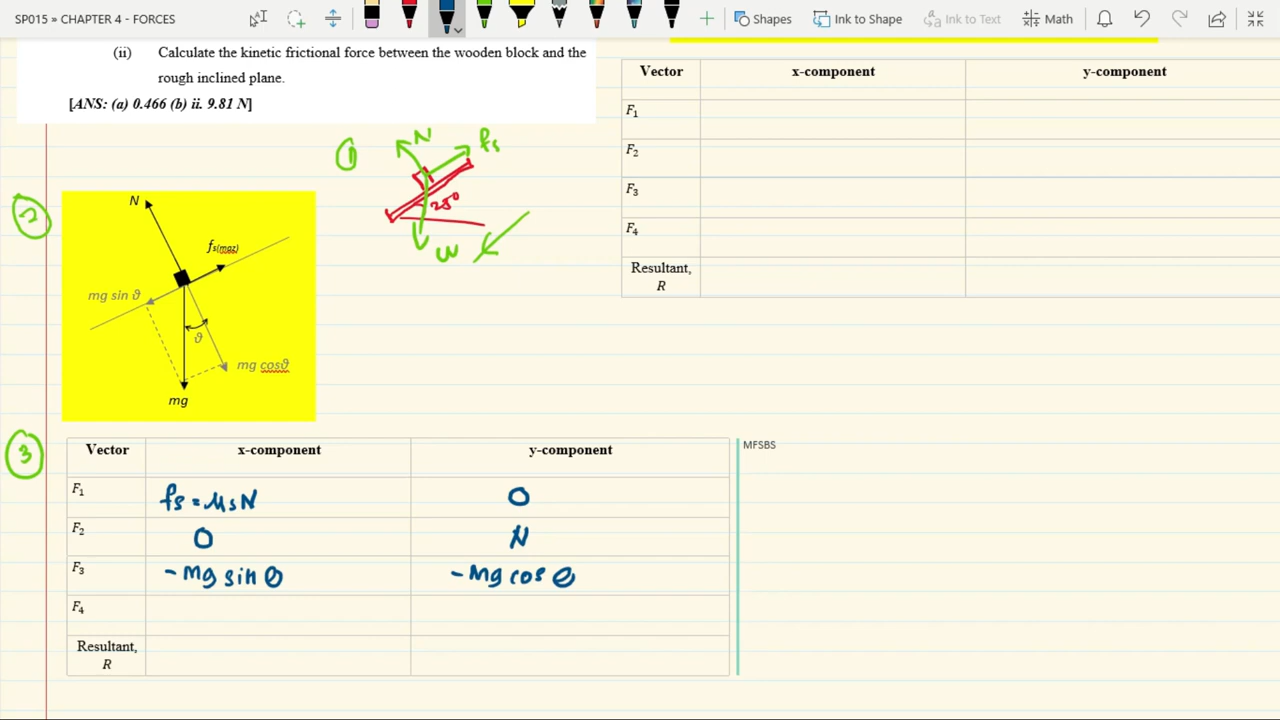 SP015 » CHAPTER 4 - FORCES
Shapes
Ink to Shape
Ink to Text
Math
(ii) Calculate the kinetic frictional force between the wooden block and the
rough inclined plane.
[ANS: (a) 0.466 (b) ii. 9.81 N]
Vector x-component y-component
F1
F2
F3
F4
Resultant,
R
1
N
fs
25°
W
2
N
fs(maz)
mg sin θ
θ
mg cosθ
mg
3
Vector x-component y-component
F1 fs = μsN 0
F2 0 N
F3 -Mg sin θ -Mg cos θ
F4
Resultant,
R
MFSBS